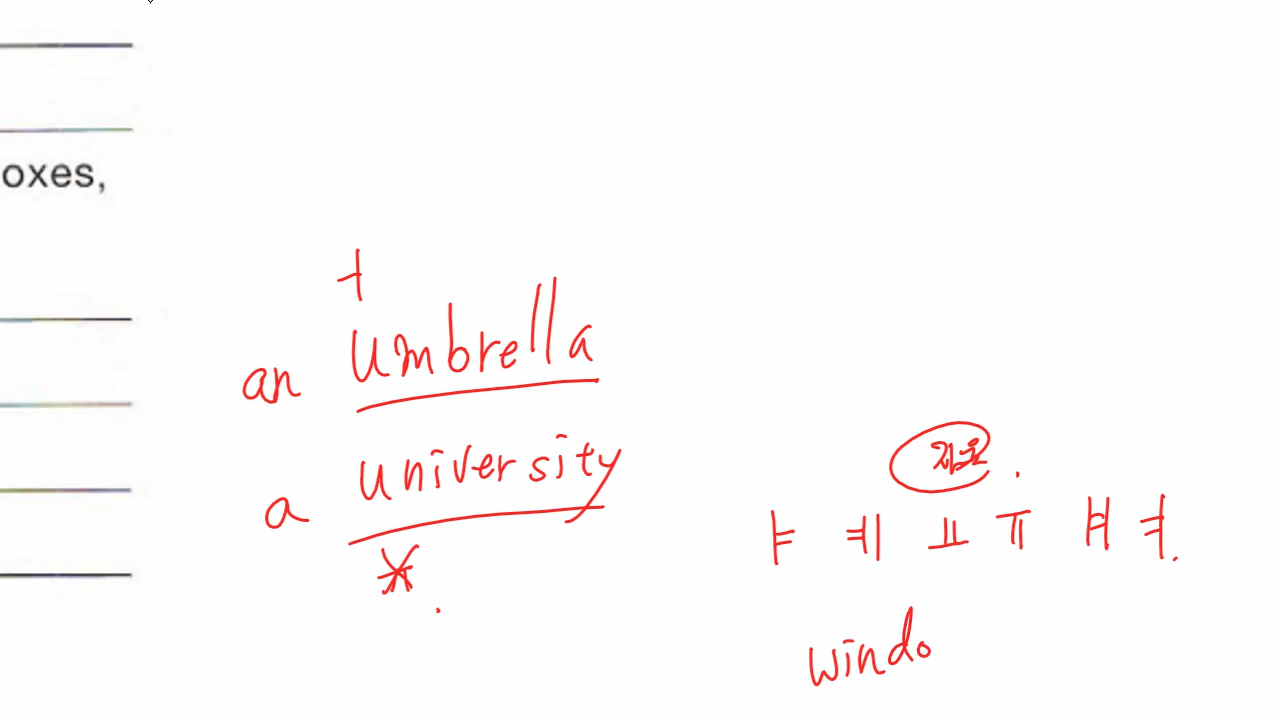 oxes,
ㅓ
an umbrella
a university
자음.
ㅑ ㅖ ㅛ ㅠ ㅒ ㅕ.
windo